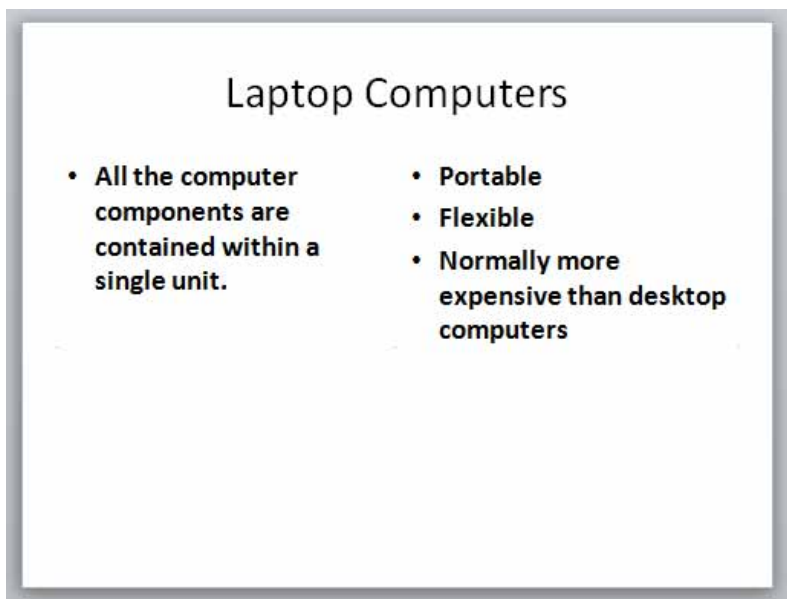 Laptop Computers
• All the computer
components are
contained within a
single unit.
• Portable
• Flexible
• Normally more
expensive than desktop
computers